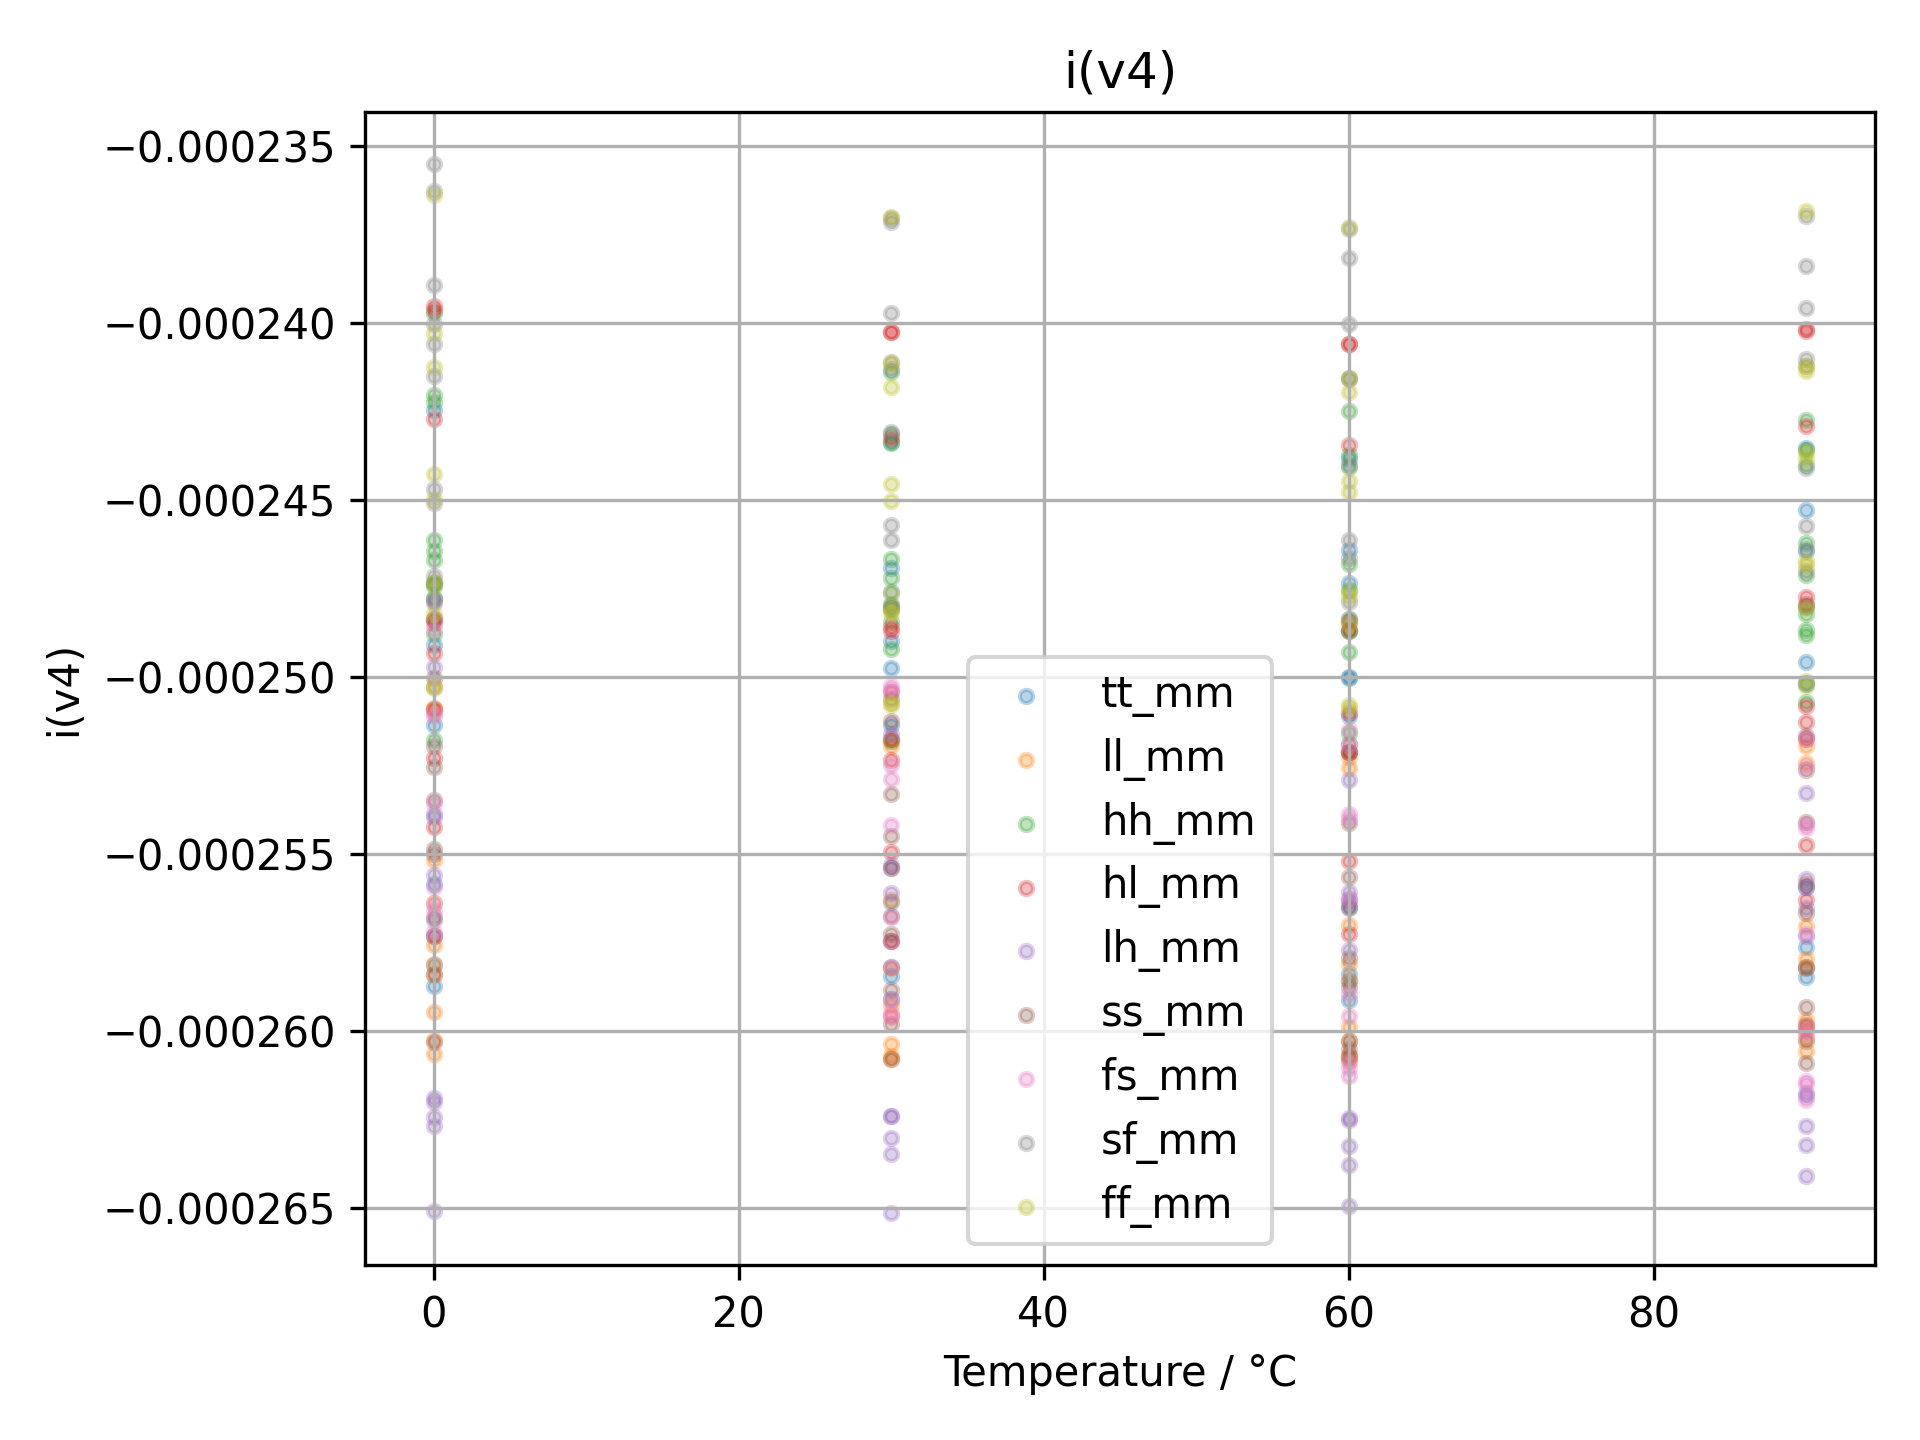 i(v4)
−0.000235
−0.000240
−0.000245
−0.000250
−0.000255
−0.000260
−0.000265
i(v4)
tt_mm
ll_mm
hh_mm
hl_mm
lh_mm
ss_mm
fs_mm
sf_mm
ff_mm
0 20 40 60 80
Temperature / °C